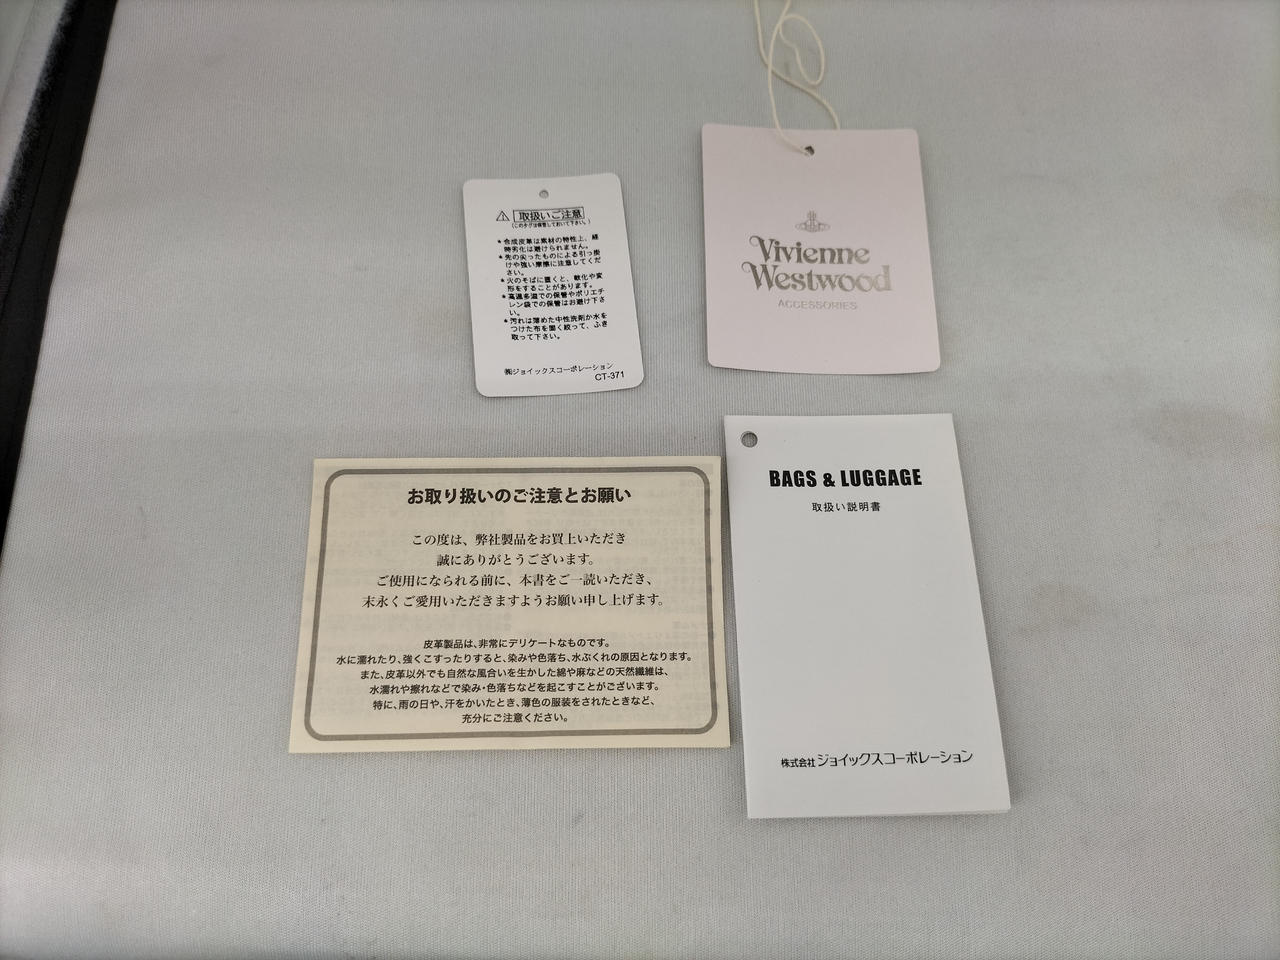 取扱いご注意
(このタグは保管しておいて下さい。)
*合成皮革は素材の特性上、経
時劣化は避けられません。
*先の尖ったものによる引っ掛
けや強い摩擦に注意してくだ
さい。
*火のそばに置くと、軟化や変
形をすることがあります。
*高温多湿での保管やポリエチ
レン袋での保管はお避け下さ
い。
*汚れは薄めた中性洗剤か水を
つけた布を固く絞って、ふき
取って下さい。
㈱ジョイックスコーポレーション
CT-371
Vivienne
Westwood
ACCESSORIES
お取り扱いのご注意とお願い
この度は、弊社製品をお買上いただき
誠にありがとうございます。
ご使用になられる前に、本書をご一読いただき、
末永くご愛用いただきますようお願い申し上げます。
皮革製品は、非常にデリケートなものです。
水に濡れたり、強くこすったりすると、染みや色落ち、水ぶくれの原因となります。
また、皮革以外でも自然な風合いを生かした綿や麻などの天然繊維は、
水濡れや擦れなどで染み・色落ちなどを起こすことがございます。
特に、雨の日や、汗をかいたとき、薄色の服装をされたときなど、
充分にご注意ください。
BAGS & LUGGAGE
取扱い説明書
株式会社ジョイックスコーポレーション